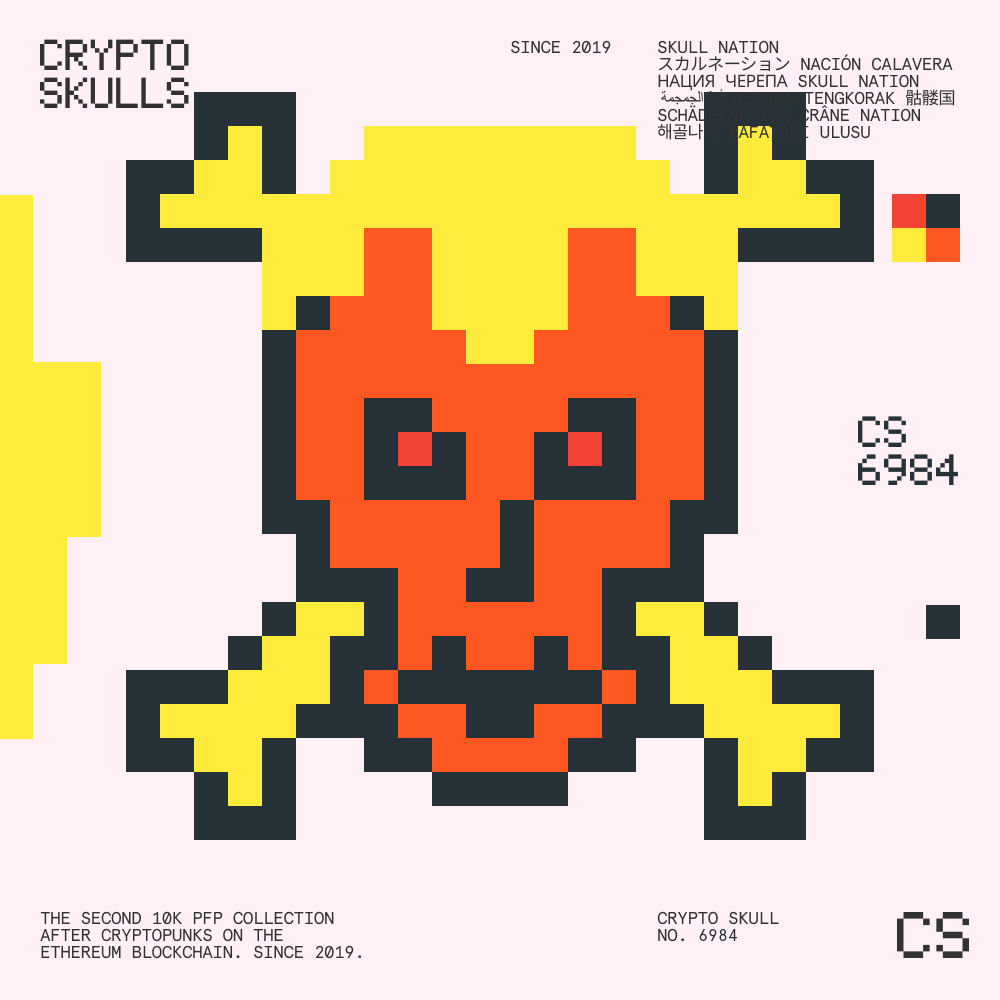 CRYPTO
SKULLS
SINCE 2019
SKULL NATION
スカルネーション NACIÓN CALAVERA
НАЦИЯ ЧЕРЕПА SKULL NATION
الجمجمة TENGKORAK 骷髅国
CRÂNE NATION
ULUSU
CS
6984
THE SECOND 10K PFP COLLECTION
AFTER CRYPTOPUNKS ON THE
ETHEREUM BLOCKCHAIN. SINCE 2019.
CRYPTO SKULL
NO. 6984
CS